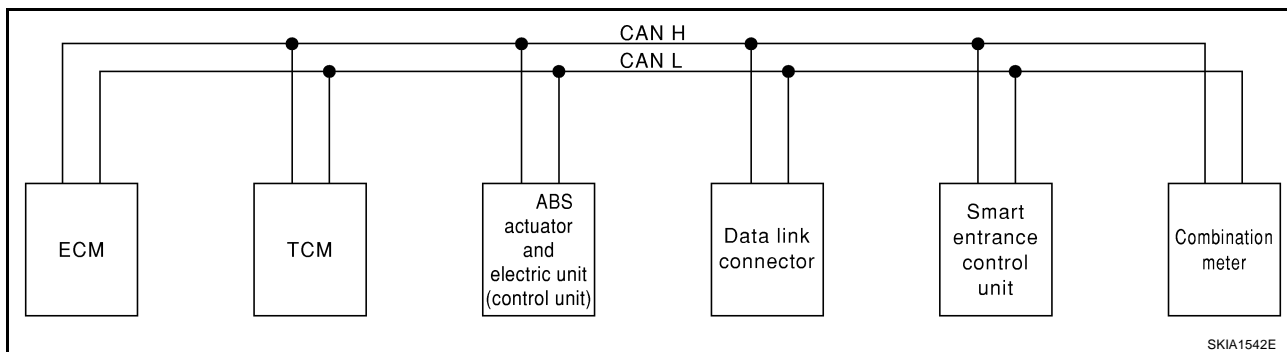 CAN H
CAN L
ECM
TCM
ABS
actuator
and
electric unit
(control unit)
Data link
connector
Smart
entrance
control
unit
Combination
meter
SKIA1542E